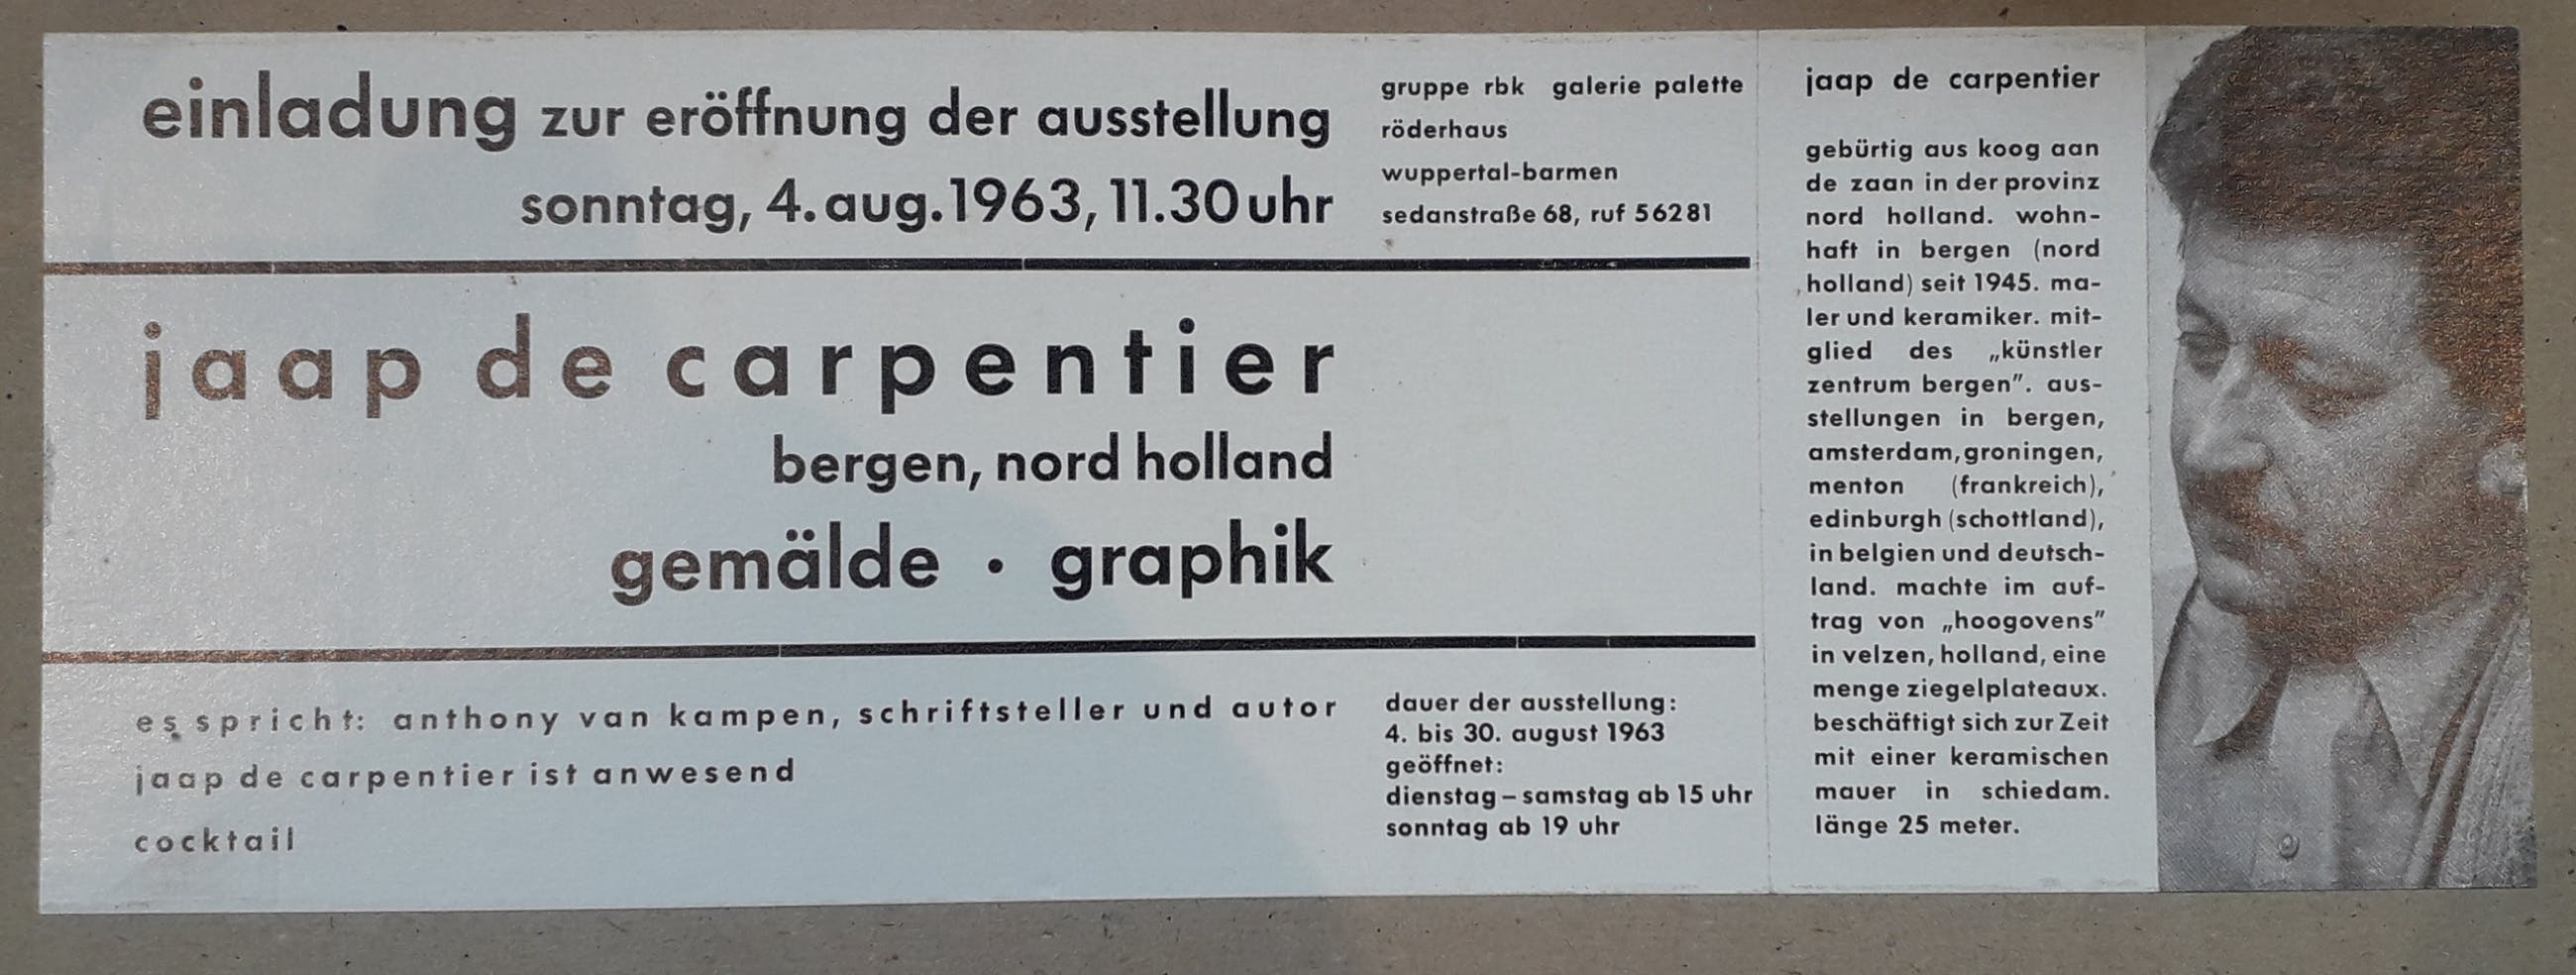 einladung zur eröffnung der ausstellung
sonntag, 4. aug. 1963, 11.30 uhr
gruppe rbk galerie palette
röderhaus
wuppertal-barmen
sedanstraße 68, ruf 56281
jaap de carpentier
bergen, nord holland
gemälde • graphik
es spricht: anthony van kampen, schriftsteller und autor
jaap de carpentier ist anwesend
cocktail
dauer der ausstellung:
4. bis 30. august 1963
geöffnet:
dienstag – samstag ab 15 uhr
sonntag ab 19 uhr
jaap de carpentier
gebürtig aus koog aan
de zaan in der provinz
nord holland. wohn-
haft in bergen (nord
holland) seit 1945. ma-
ler und keramiker. mit-
glied des „künstler
zentrum bergen”. aus-
stellungen in bergen,
amsterdam, groningen,
menton (frankreich),
edinburgh (schottland),
in belgien und deutsch-
land. machte im auf-
trag von „hoogovens”
in velzen, holland, eine
menge ziegelplateaux.
beschäftigt sich zur Zeit
mit einer keramischen
mauer in schiedam.
länge 25 meter.